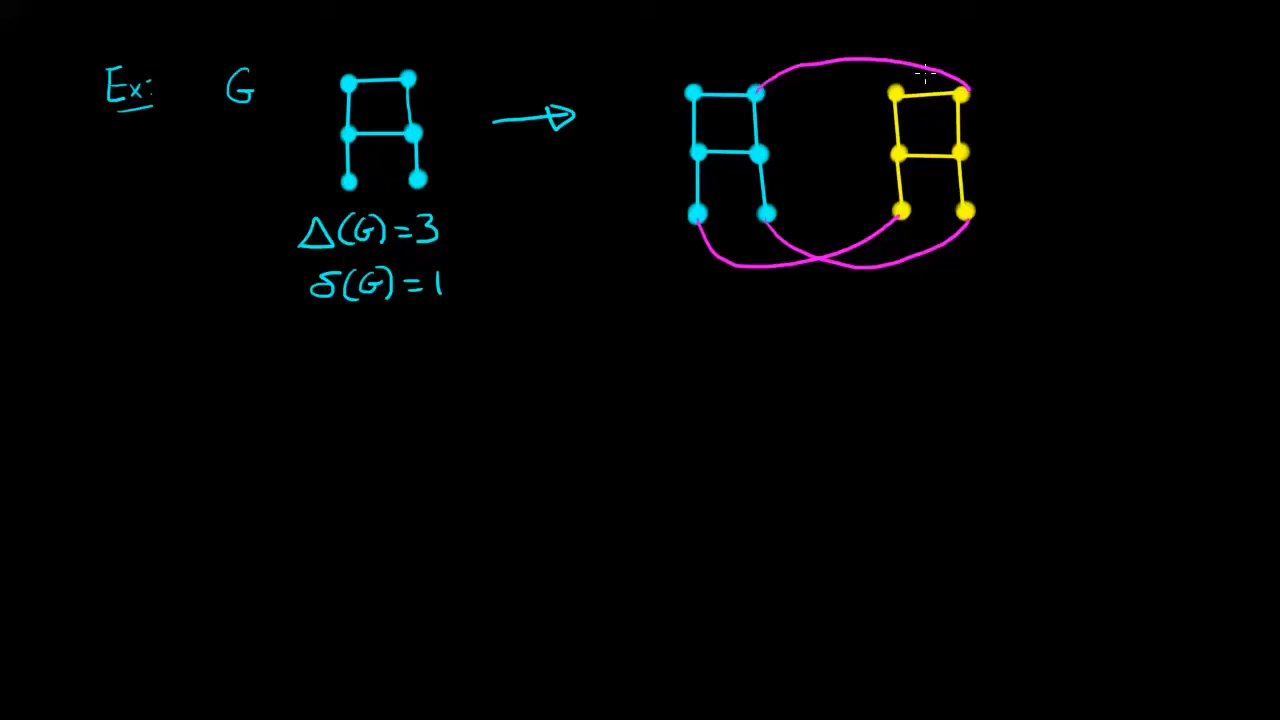 Ex: G
Δ(G) = 3
δ(G) = 1